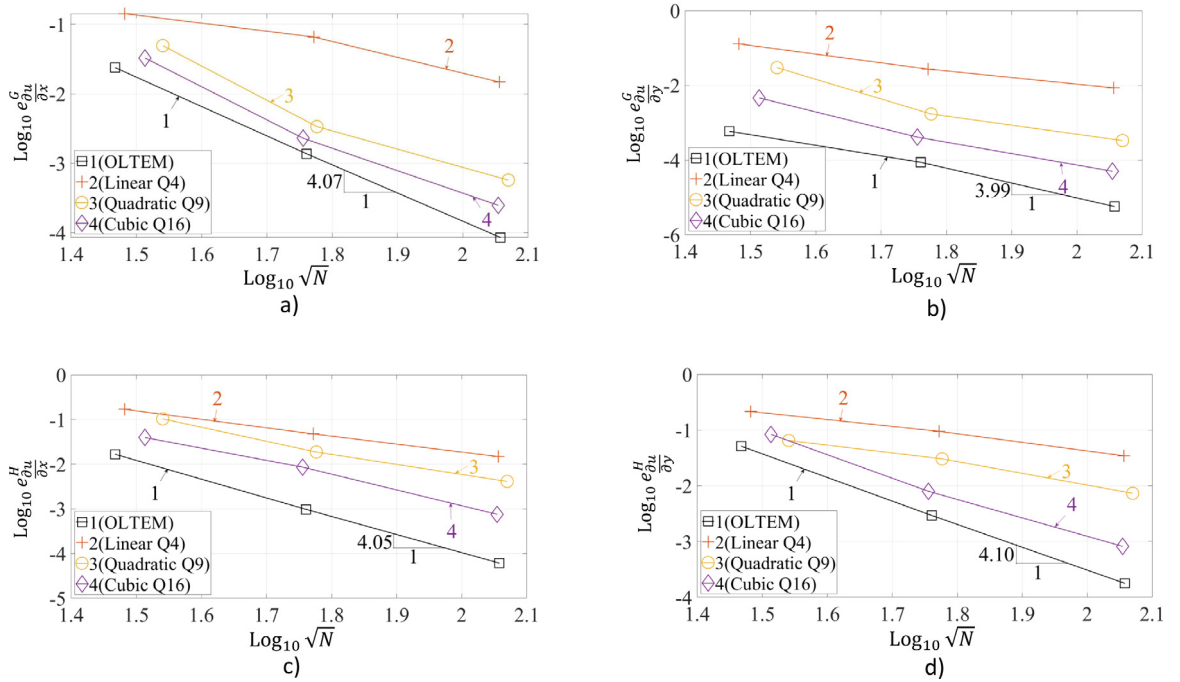 -1
-2
-3
-4
Log₁₀ e^G_{∂u/∂x}
2
3
1
4
4.07
1
1(OLTEM)
2(Linear Q4)
3(Quadratic Q9)
4(Cubic Q16)
1.4 1.5 1.6 1.7 1.8 1.9 2 2.1
Log₁₀ √N
a)
0
-2
-4
-6
Log₁₀ e^G_{∂u/∂y}
2
3
1
4
3.99
1
1(OLTEM)
2(Linear Q4)
3(Quadratic Q9)
4(Cubic Q16)
1.4 1.5 1.6 1.7 1.8 1.9 2 2.1
Log₁₀ √N
b)
0
-1
-2
-3
-4
-5
Log₁₀ e^H_{∂u/∂x}
2
3
1
4
4.05
1
1(OLTEM)
2(Linear Q4)
3(Quadratic Q9)
4(Cubic Q16)
1.4 1.5 1.6 1.7 1.8 1.9 2 2.1
Log₁₀ √N
c)
0
-1
-2
-3
-4
Log₁₀ e^H_{∂u/∂y}
2
3
1
4
4.10
1
1(OLTEM)
2(Linear Q4)
3(Quadratic Q9)
4(Cubic Q16)
1.4 1.5 1.6 1.7 1.8 1.9 2 2.1
Log₁₀ √N
d)